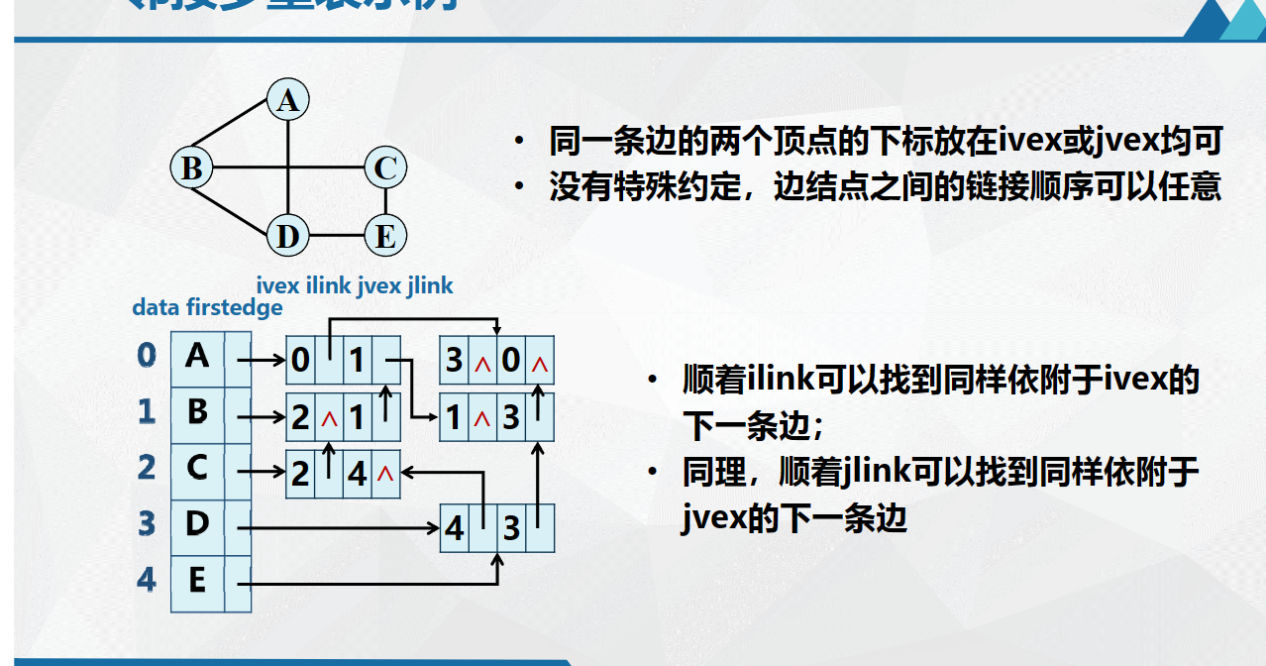 A
B
C
D
E
• 同一条边的两个顶点的下标放在ivex或jvex均可
• 没有特殊约定，边结点之间的链接顺序可以任意
ivex ilink jvex jlink
data firstedge
0 A 0 1 3 ∧ 0 ∧
1 B 2 ∧ 1 1 ∧ 3
2 C 2 4 ∧
3 D 4 3
4 E
• 顺着ilink可以找到同样依附于ivex的
下一条边；
• 同理，顺着jlink可以找到同样依附于
jvex的下一条边